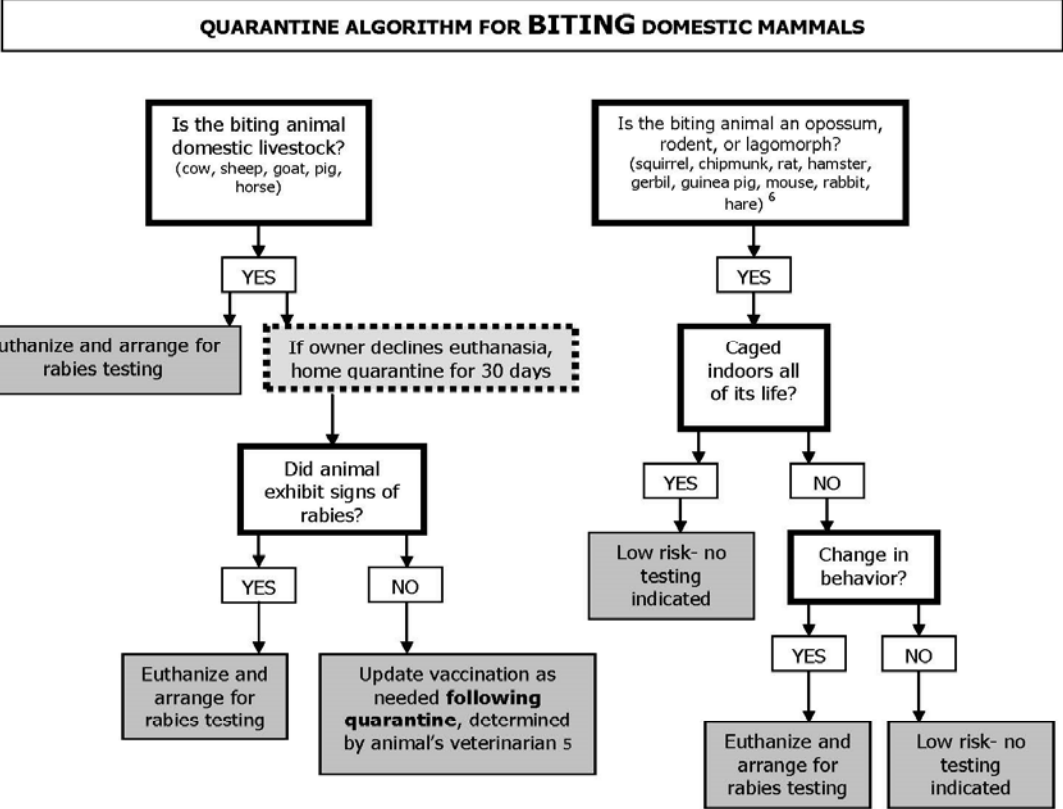 QUARANTINE ALGORITHM FOR BITING DOMESTIC MAMMALS
Is the biting animal
domestic livestock?
(cow, sheep, goat, pig,
horse)
YES
uthanize and arrange for
rabies testing
If owner declines euthanasia,
home quarantine for 30 days
Did animal
exhibit signs of
rabies?
YES
NO
Euthanize and
arrange for
rabies testing
Update vaccination as
needed following
quarantine, determined
by animal's veterinarian 5
Is the biting animal an opossum,
rodent, or lagomorph?
(squirrel, chipmunk, rat, hamster,
gerbil, guinea pig, mouse, rabbit,
hare) 6
YES
Caged
indoors all
of its life?
YES
NO
Low risk- no
testing
indicated
Change in
behavior?
YES
NO
Euthanize and
arrange for
rabies testing
Low risk- no
testing
indicated